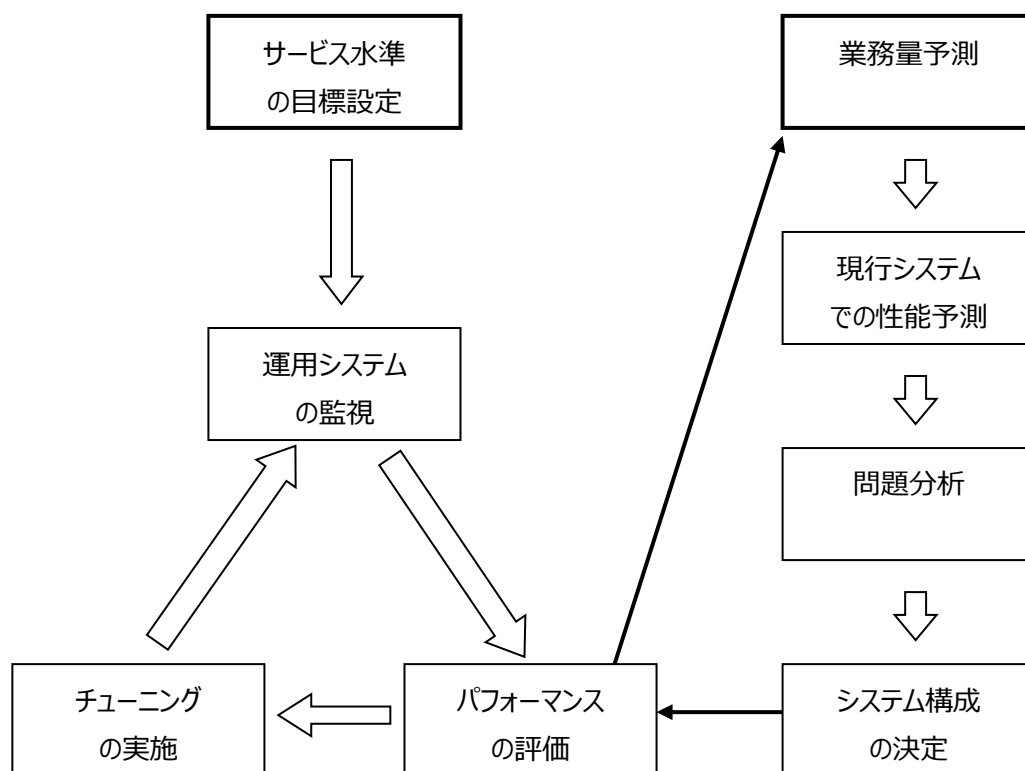 サービス水準
の目標設定
業務量予測
現行システム
での性能予測
運用システム
の監視
問題分析
チューニング
の実施
パフォーマンス
の評価
システム構成
の決定